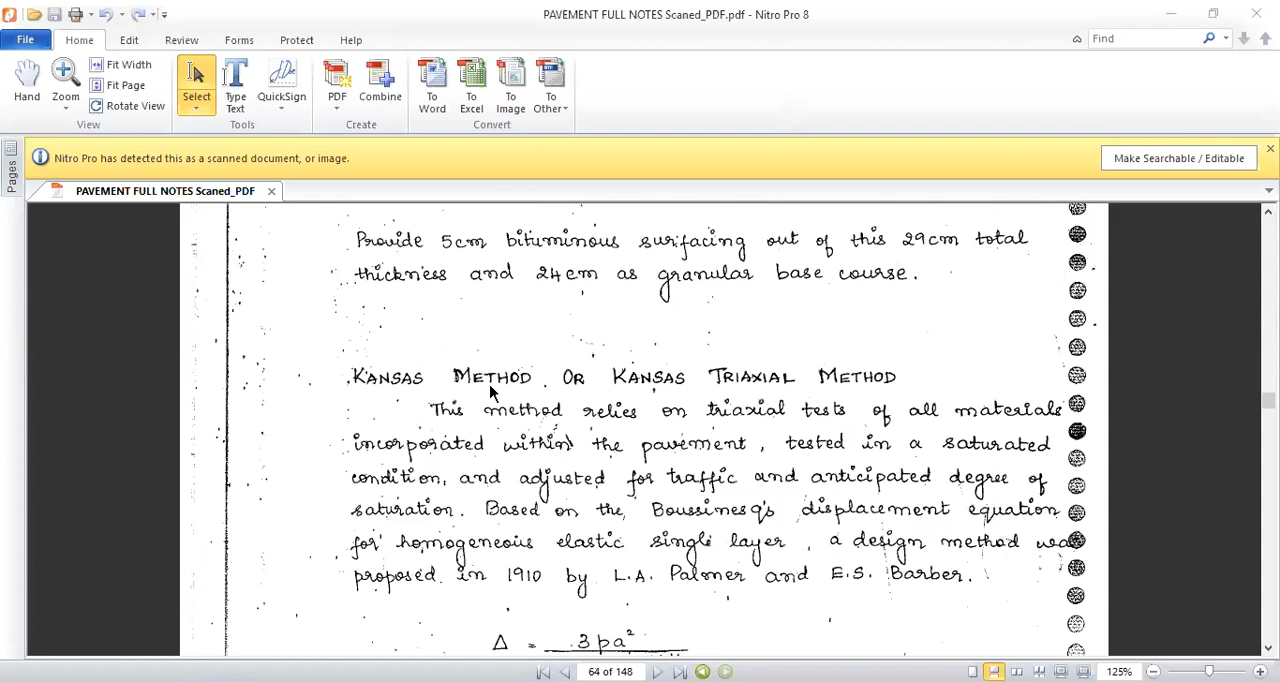 PAVEMENT FULL NOTES Scaned_PDF.pdf - Nitro Pro 8
File Home Edit Review Forms Protect Help Find
Hand Zoom Fit Width Fit Page Rotate View Select Type Text QuickSign PDF Combine To Word To Excel To Image To Other
View Tools Create Convert
Nitro Pro has detected this as a scanned document, or image. Make Searchable / Editable
Pages
PAVEMENT FULL NOTES Scaned_PDF
Provide 5cm bituminous surfacing out of this 29cm total
thickness and 24cm as granular base course.
KANSAS METHOD OR KANSAS TRIAXIAL METHOD
This method relies on triaxial tests of all materials
incorporated within the pavement, tested in a saturated
condition, and adjusted for traffic and anticipated degree of
saturation. Based on the Boussinesq's displacement equation
for homogeneous elastic single layer, a design method was
proposed in 1910 by L.A. Palmer and E.S. Barber.
Δ = 3pa²
64 of 148 125%